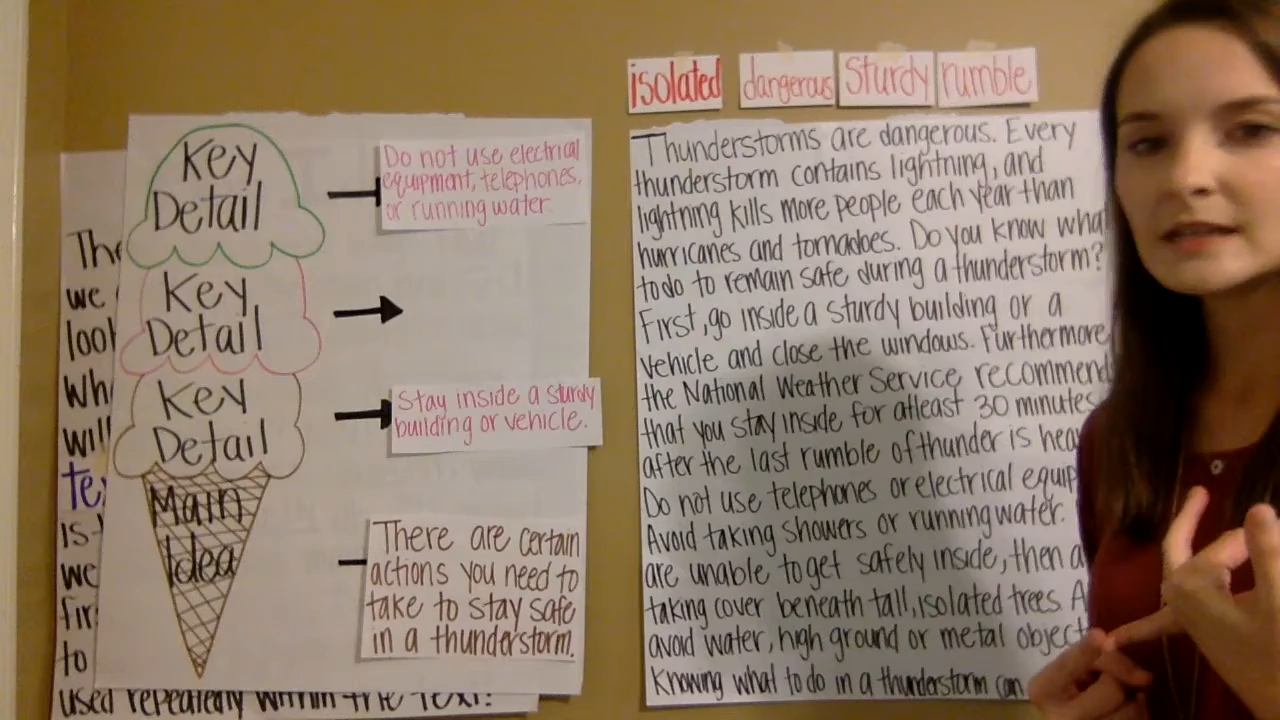 isolated dangerous sturdy rumble
Key
Detail
Do not use electrical
equipment, telephones,
or running water.
Key
Detail
Key
Detail
Stay inside a sturdy
building or vehicle.
Main
Idea
There are certain
actions you need to
take to stay safe
in a thunderstorm.
The
we
will
is
we
to
used repeatedly within the text?
Thunderstorms are dangerous. Every
thunderstorm contains lightning, and
lightning kills more people each year than
hurricanes and tornadoes. Do you know wha
to do to remain safe during a thunderstorm?
First, go inside a sturdy building or a
vehicle and close the windows. Furthermore
the National Weather Service recommend
that you stay inside for atleast 30 minutes
after the last rumble of thunder is hea
Do not use telephones or electrical equip
Avoid taking showers or running water.
are unable to get safely inside, then a
taking cover beneath tall, isolated trees. A
avoid water, high ground or metal object
Knowing what to do in a thunderstorm can